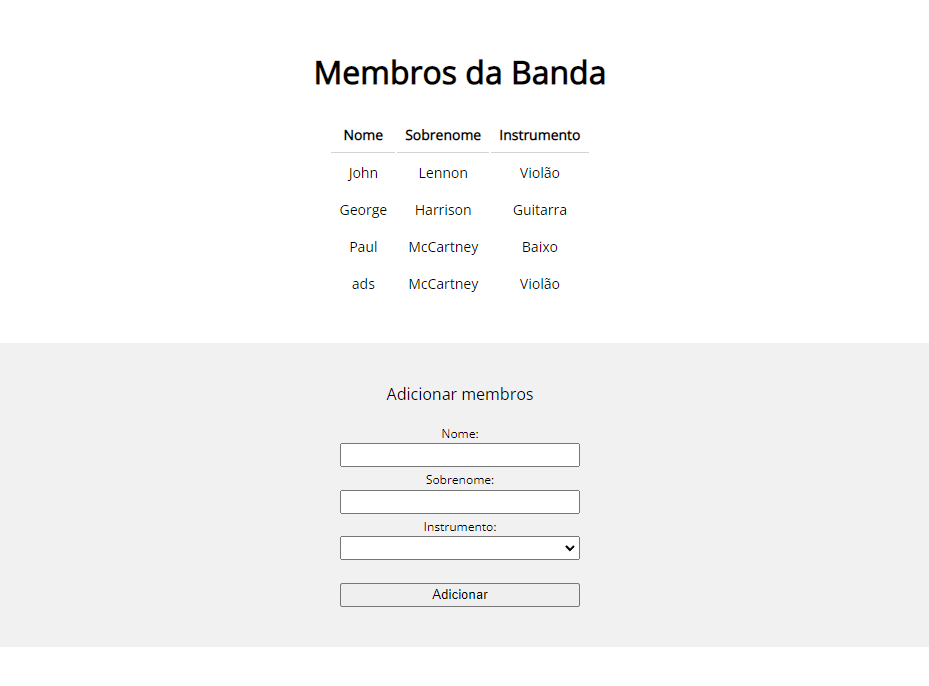 Membros da Banda
Nome Sobrenome Instrumento
John Lennon Violão
George Harrison Guitarra
Paul McCartney Baixo
ads McCartney Violão
Adicionar membros
Nome:
Sobrenome:
Instrumento:
Adicionar